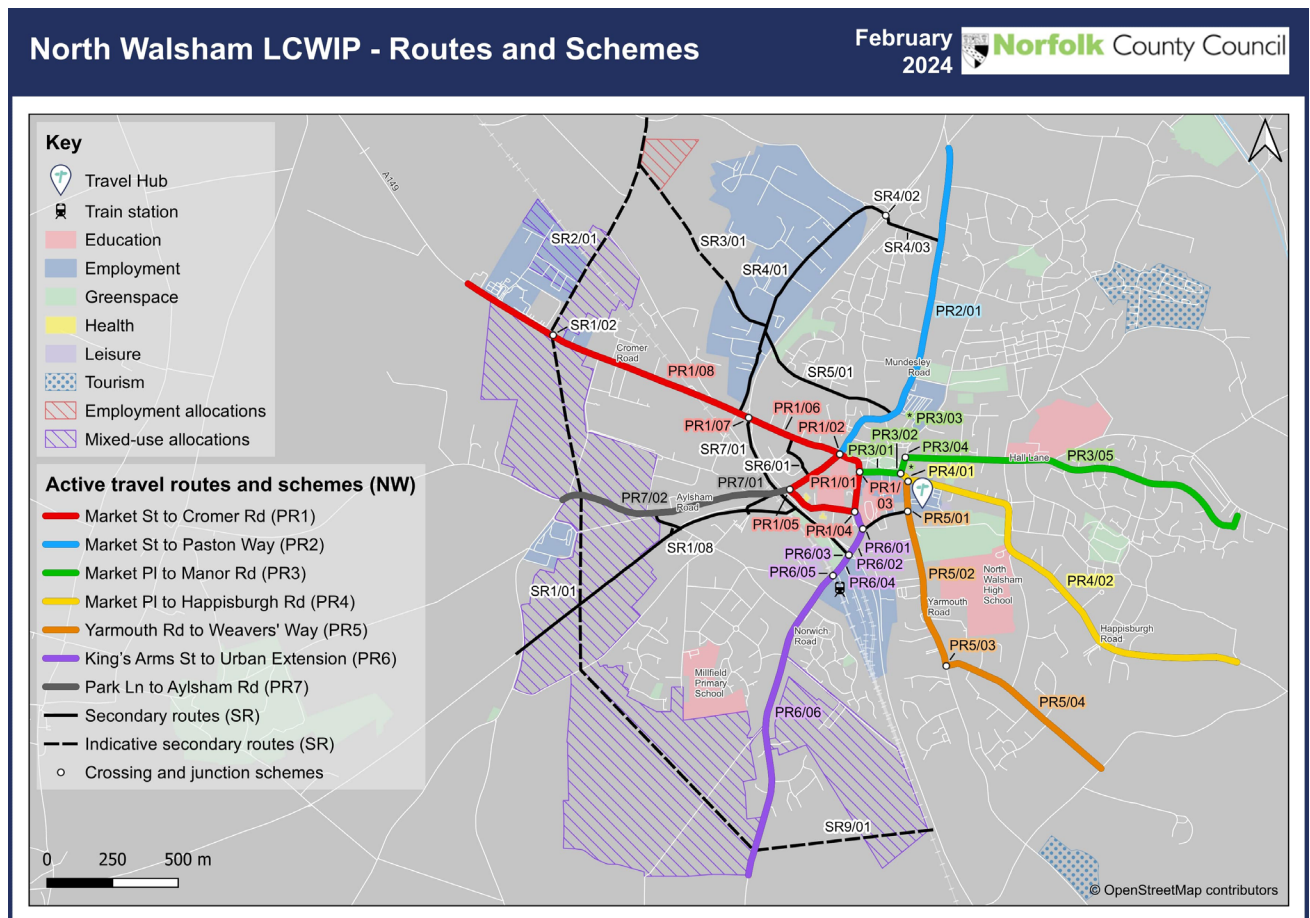 North Walsham LCWIP - Routes and Schemes
February
2024
Norfolk County Council
Key
Travel Hub
Train station
Education
Employment
Greenspace
Health
Leisure
Tourism
Employment allocations
Mixed-use allocations
Active travel routes and schemes (NW)
Market St to Cromer Rd (PR1)
Market St to Paston Way (PR2)
Market Pl to Manor Rd (PR3)
Market Pl to Happisburgh Rd (PR4)
Yarmouth Rd to Weavers' Way (PR5)
King's Arms St to Urban Extension (PR6)
Park Ln to Aylsham Rd (PR7)
Secondary routes (SR)
Indicative secondary routes (SR)
Crossing and junction schemes
0 250 500 m
A149
SR2/01
SR3/01
SR4/01
SR4/02
SR4/03
SR1/02
PR2/01
Cromer
Road
PR1/08
Mundesley
Road
SR5/01
PR1/06
PR1/07
PR1/02
* PR3/03
PR3/02
PR3/04
SR7/01
PR3/01
SR6/01
Hall Lane
PR3/05
*
PR4/01
PR7/01
PR1/01
PR1/
03
PR7/02
Aylsham
Road
PR1/05
PR5/01
PR1/04
SR1/08
PR6/01
PR6/03
PR6/02
PR6/05
PR6/04
PR5/02
North
Walsham
High
School
PR4/02
SR1/01
Yarmouth
Road
Norwich
Road
Happisburgh
Road
PR5/03
Millfield
Primary
School
PR6/06
PR5/04
SR9/01
© OpenStreetMap contributors